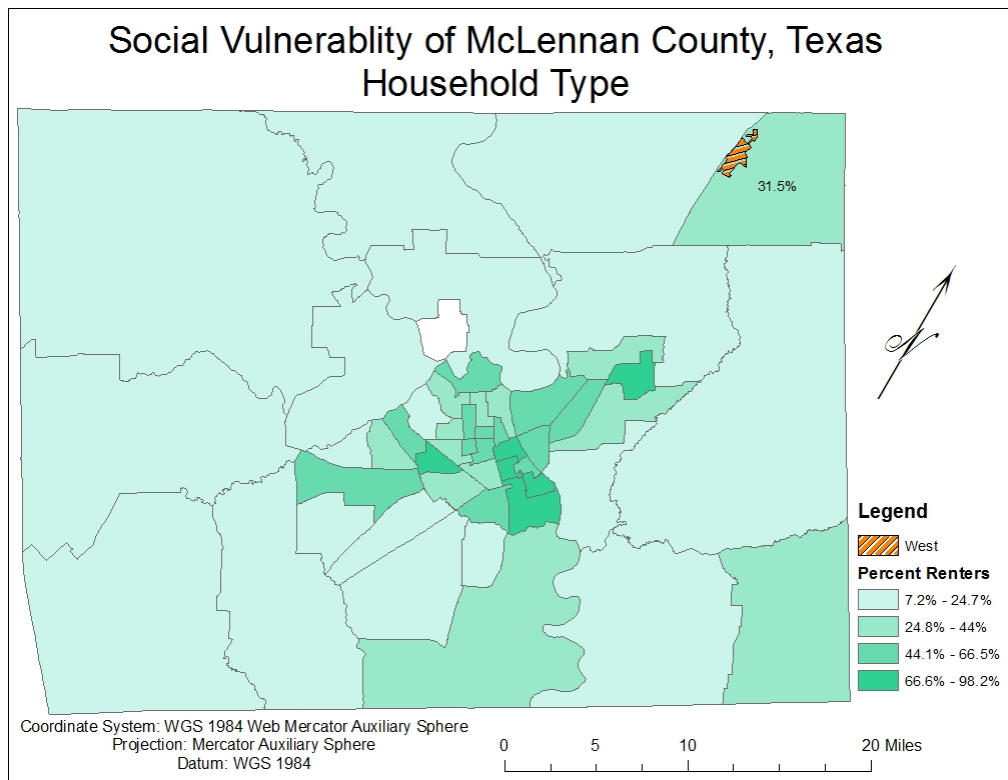 Social Vulnerablity of McLennan County, Texas
Household Type
31.5%
N
Legend
West
Percent Renters
7.2% - 24.7%
24.8% - 44%
44.1% - 66.5%
66.6% - 98.2%
Coordinate System: WGS 1984 Web Mercator Auxiliary Sphere
Projection: Mercator Auxiliary Sphere
Datum: WGS 1984
0 5 10 20 Miles